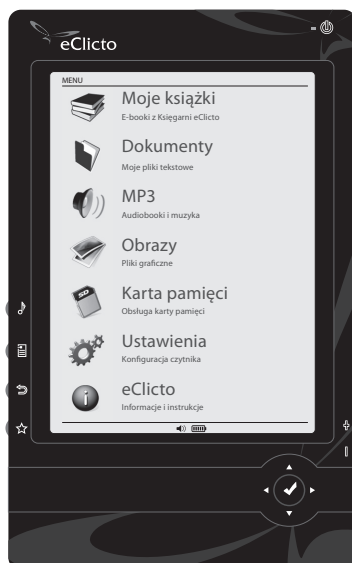 eClicto
MENU
Moje książki
E-booki z Księgarni eClicto
Dokumenty
Moje pliki tekstowe
MP3
Audiobooki i muzyka
Obrazy
Pliki graficzne
SD
Karta pamięci
Obsługa karty pamięci
Ustawienia
Konfiguracja czytnika
i
eClicto
Informacje i instrukcje